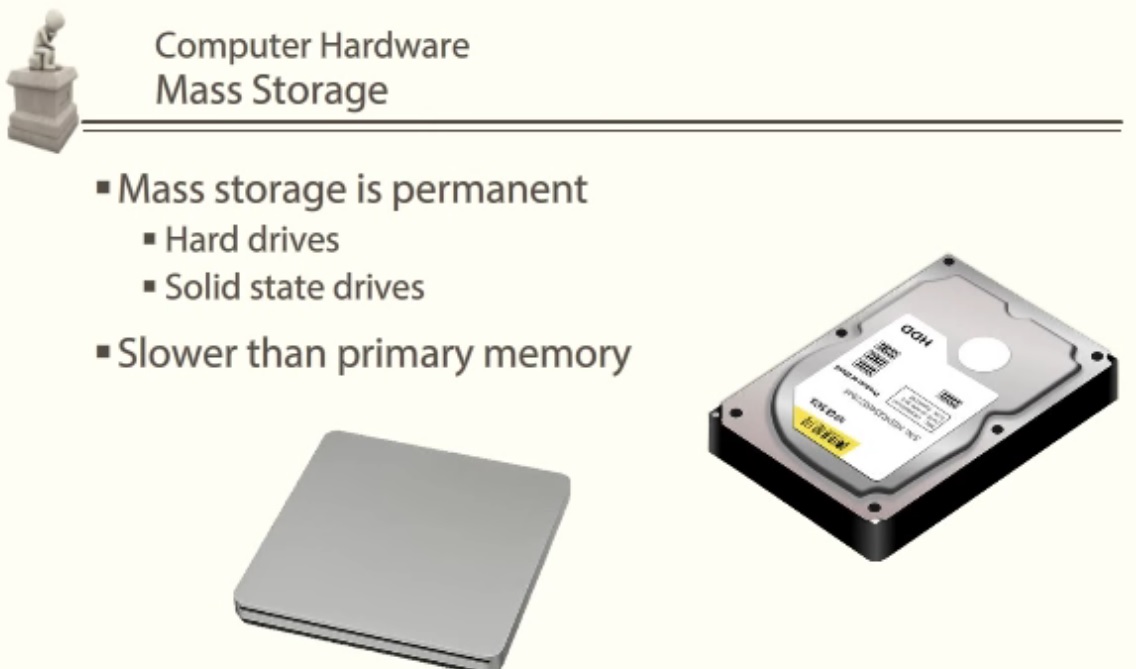 Computer Hardware
Mass Storage
▪ Mass storage is permanent
▪ Hard drives
▪ Solid state drives
▪ Slower than primary memory
HDD